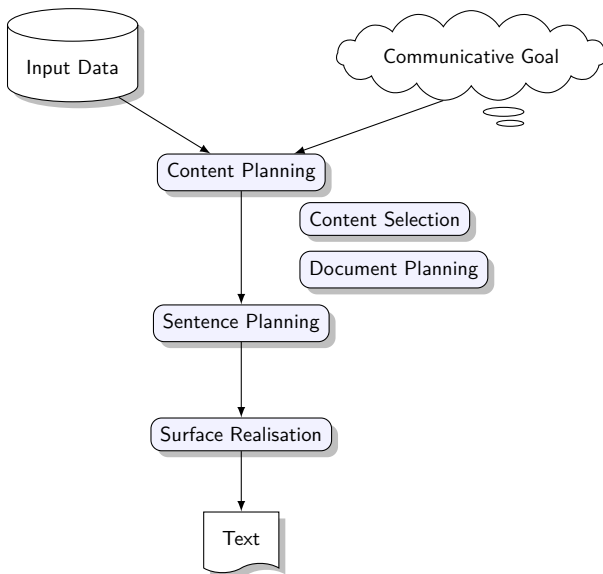 Input Data
Communicative Goal
Content Planning
Content Selection
Document Planning
Sentence Planning
Surface Realisation
Text